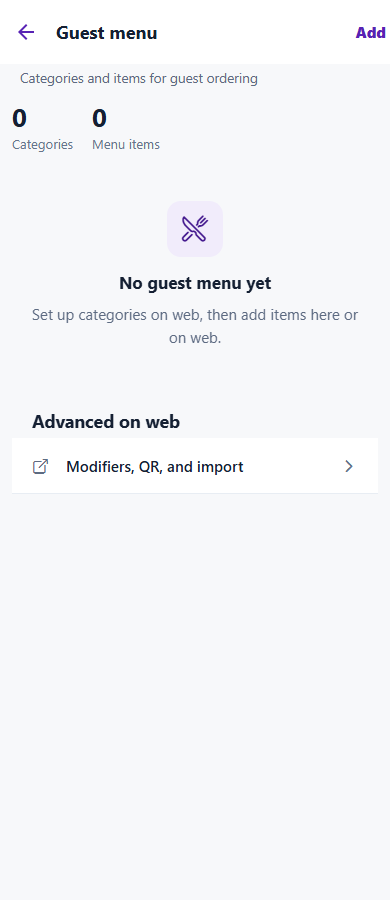 Guest menu
Add
Categories and items for guest ordering
0 0
Categories Menu items
No guest menu yet
Set up categories on web, then add items here or
on web.
Advanced on web
Modifiers, QR, and import